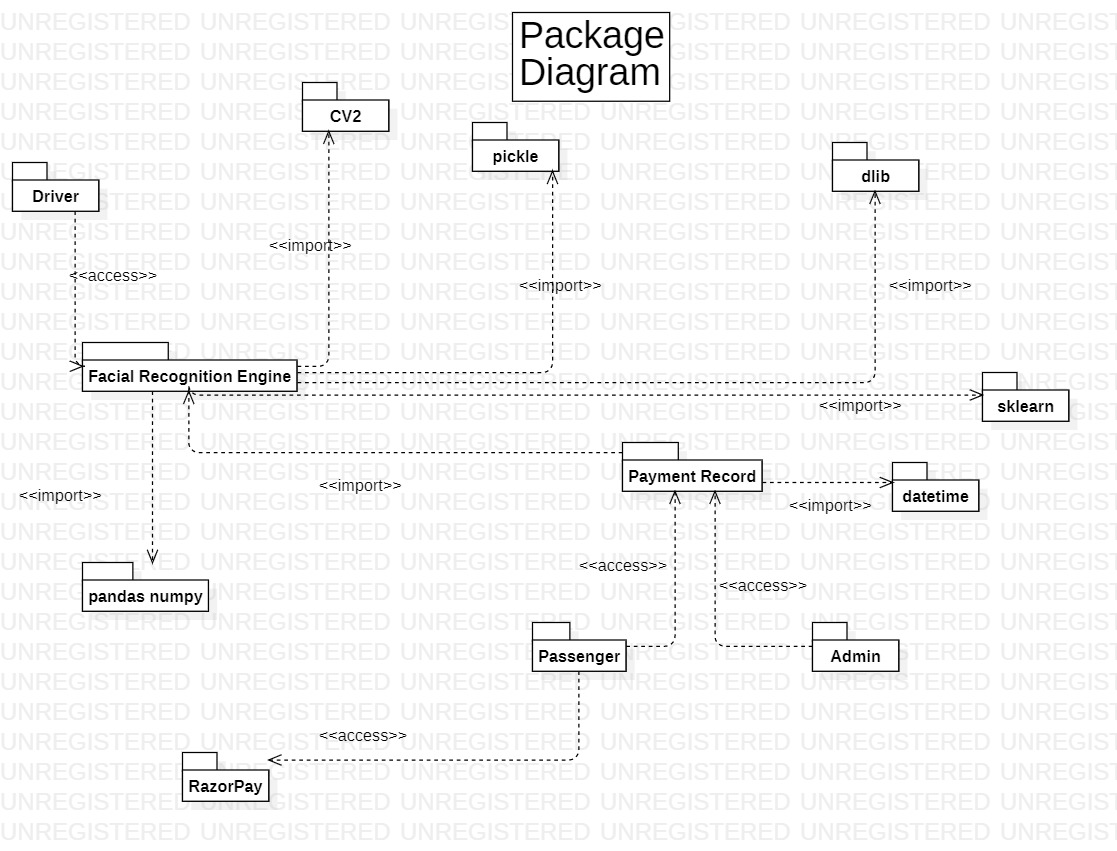 Package
Diagram
CV2
pickle
dlib
Driver
<<import>>
<<access>>
<<import>>
<<import>>
Facial Recognition Engine
<<import>>
sklearn
Payment Record
<<import>>
<<import>>
datetime
<<import>>
<<access>>
<<access>>
pandas numpy
Passenger
Admin
<<access>>
RazorPay
UNREGISTERED